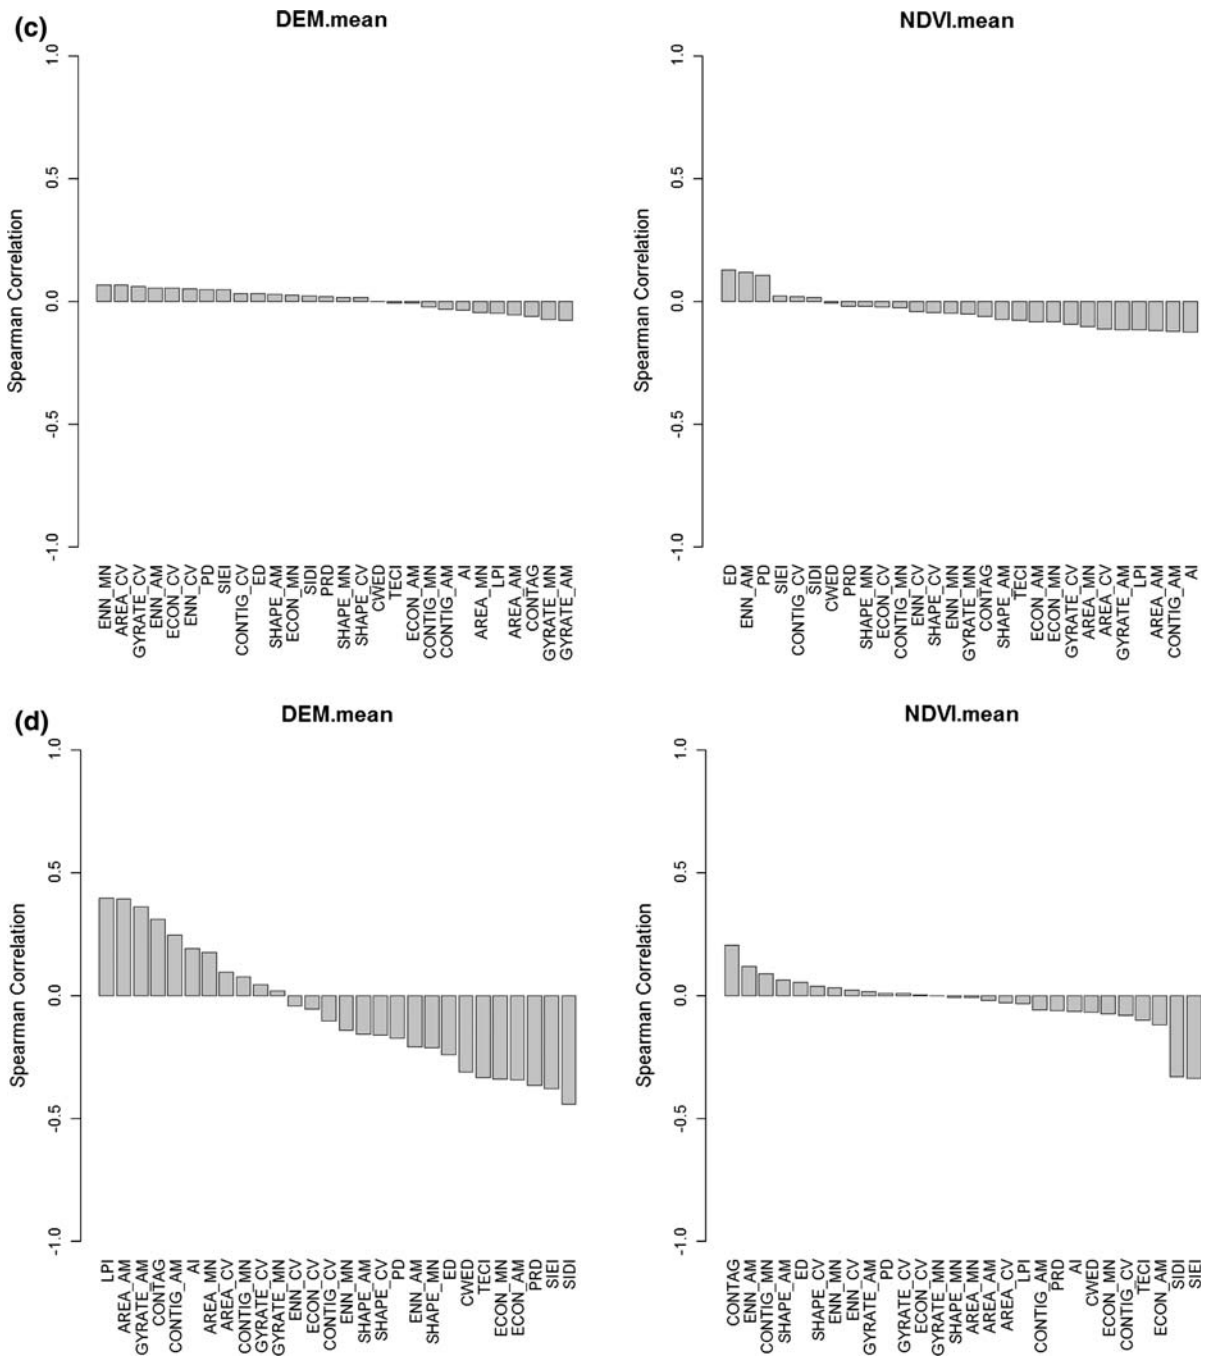 (c)
DEM.mean
Spearman Correlation
1.0
0.5
0.0
-0.5
-1.0
ENN_MN
AREA_CV
GYRATE_CV
ENN_AM
ECON_CV
ENN_CV
PD
SIEI
CONTIG_CV
ED
SHAPE_AM
ECON_MN
SIDI
PRD
SHAPE_MN
SHAPE_CV
CWED
TECI
ECON_AM
CONTIG_MN
CONTIG_AM
AI
AREA_MN
LPI
AREA_AM
CONTAG
GYRATE_MN
GYRATE_AM
NDVI.mean
Spearman Correlation
1.0
0.5
0.0
-0.5
-1.0
ED
ENN_AM
PD
SIEI
CONTIG_CV
SIDI
CWED
PRD
SHAPE_MN
ECON_CV
CONTIG_MN
ENN_CV
SHAPE_CV
ENN_MN
GYRATE_MN
CONTAG
SHAPE_AM
TECI
ECON_AM
ECON_MN
GYRATE_CV
AREA_MN
AREA_CV
GYRATE_AM
LPI
AREA_AM
CONTIG_AM
AI
(d)
DEM.mean
Spearman Correlation
1.0
0.5
0.0
-0.5
-1.0
LPI
AREA_AM
GYRATE_AM
CONTAG
CONTIG_AM
AI
AREA_MN
AREA_CV
CONTIG_MN
GYRATE_CV
GYRATE_MN
ENN_CV
ECON_CV
CONTIG_CV
ENN_MN
SHAPE_AM
SHAPE_CV
PD
ENN_AM
SHAPE_MN
ED
CWED
TECI
ECON_MN
ECON_AM
PRD
SIEI
SIDI
NDVI.mean
Spearman Correlation
1.0
0.5
0.0
-0.5
-1.0
CONTAG
ENN_AM
CONTIG_MN
SHAPE_AM
ED
SHAPE_CV
ENN_MN
ENN_CV
GYRATE_AM
PD
GYRATE_CV
ECON_CV
GYRATE_MN
SHAPE_MN
AREA_MN
AREA_AM
AREA_CV
LPI
CONTIG_AM
PRD
AI
CWED
ECON_MN
CONTIG_CV
TECI
ECON_AM
SIDI
SIEI